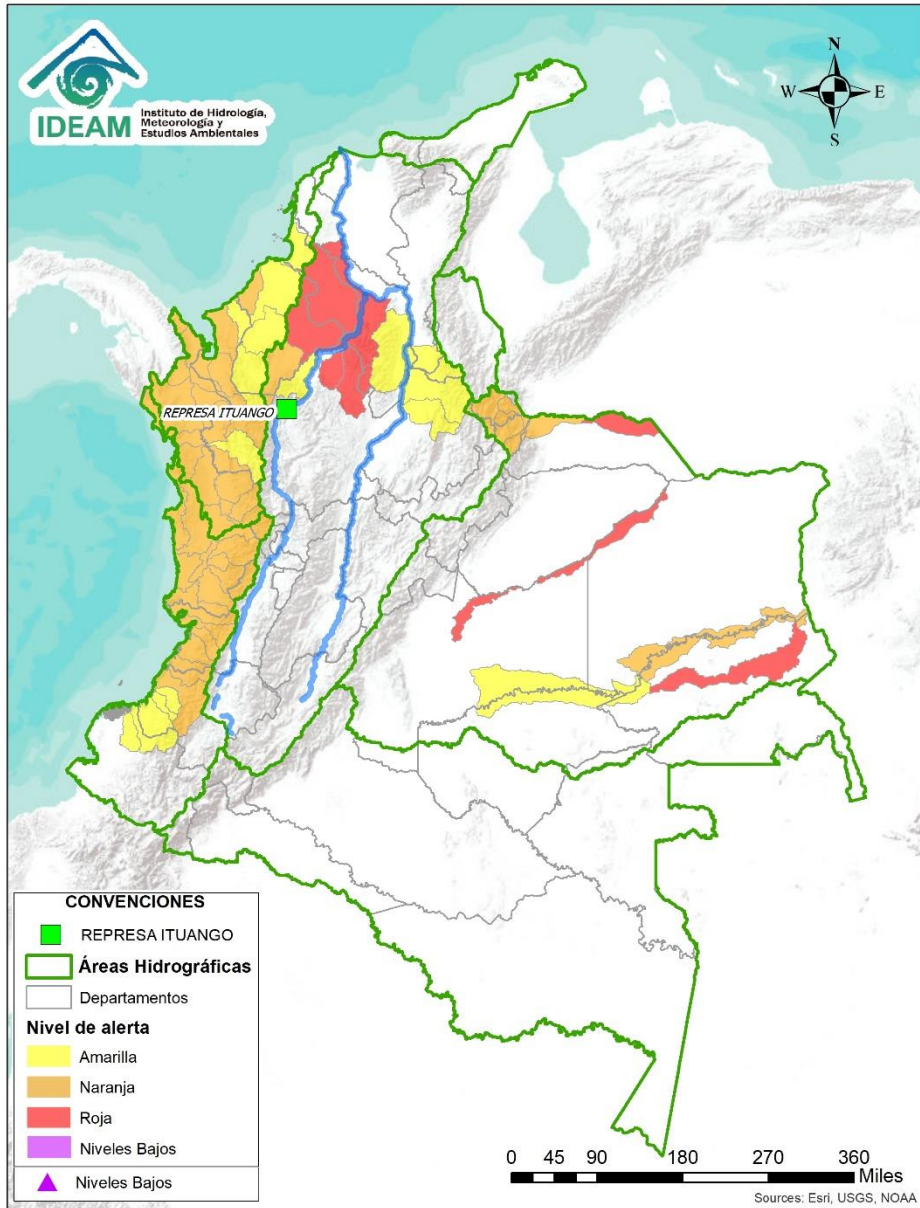 IDEAM
Instituto de Hidrología,
Meteorología y
Estudios Ambientales
N
W
E
S
REPRESA ITUANGO
CONVENCIONES
REPRESA ITUANGO
Áreas Hidrográficas
Departamentos
Nivel de alerta
Amarilla
Naranja
Roja
Niveles Bajos
Niveles Bajos
0 45 90 180 270 360
Miles
Sources: Esri, USGS, NOAA